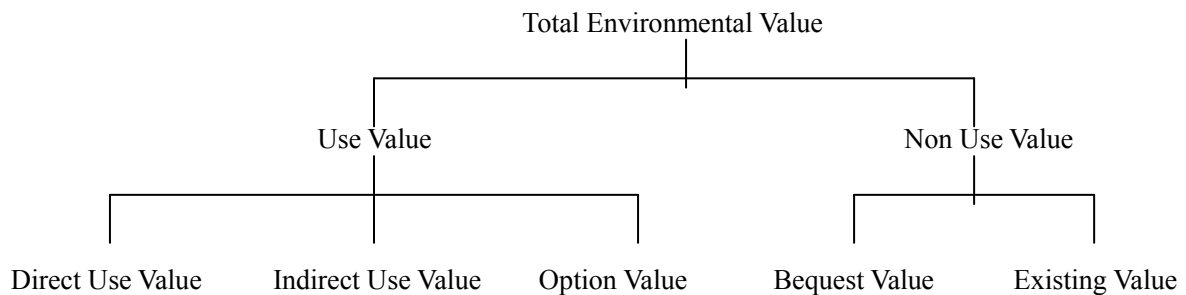 Total Environmental Value
Use Value Non Use Value
Direct Use Value Indirect Use Value Option Value Bequest Value Existing Value